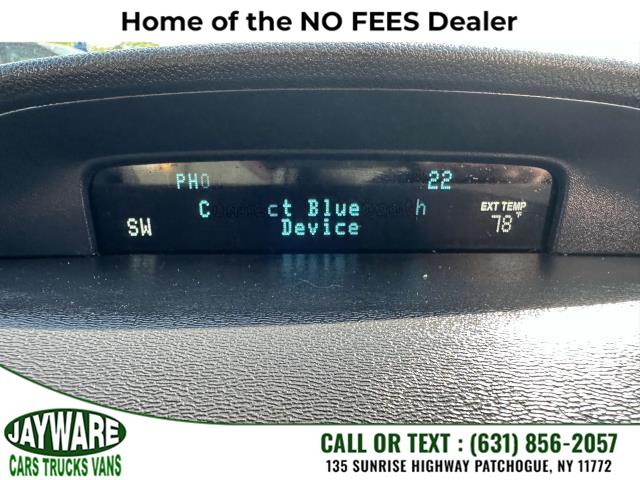 Home of the NO FEES Dealer
PHO 22
C ct Blue h EXT TEMP
SW Device 78°F
JAYWARE
CARS TRUCKS VANS
CALL OR TEXT : (631) 856-2057
135 SUNRISE HIGHWAY PATCHOGUE, NY 11772